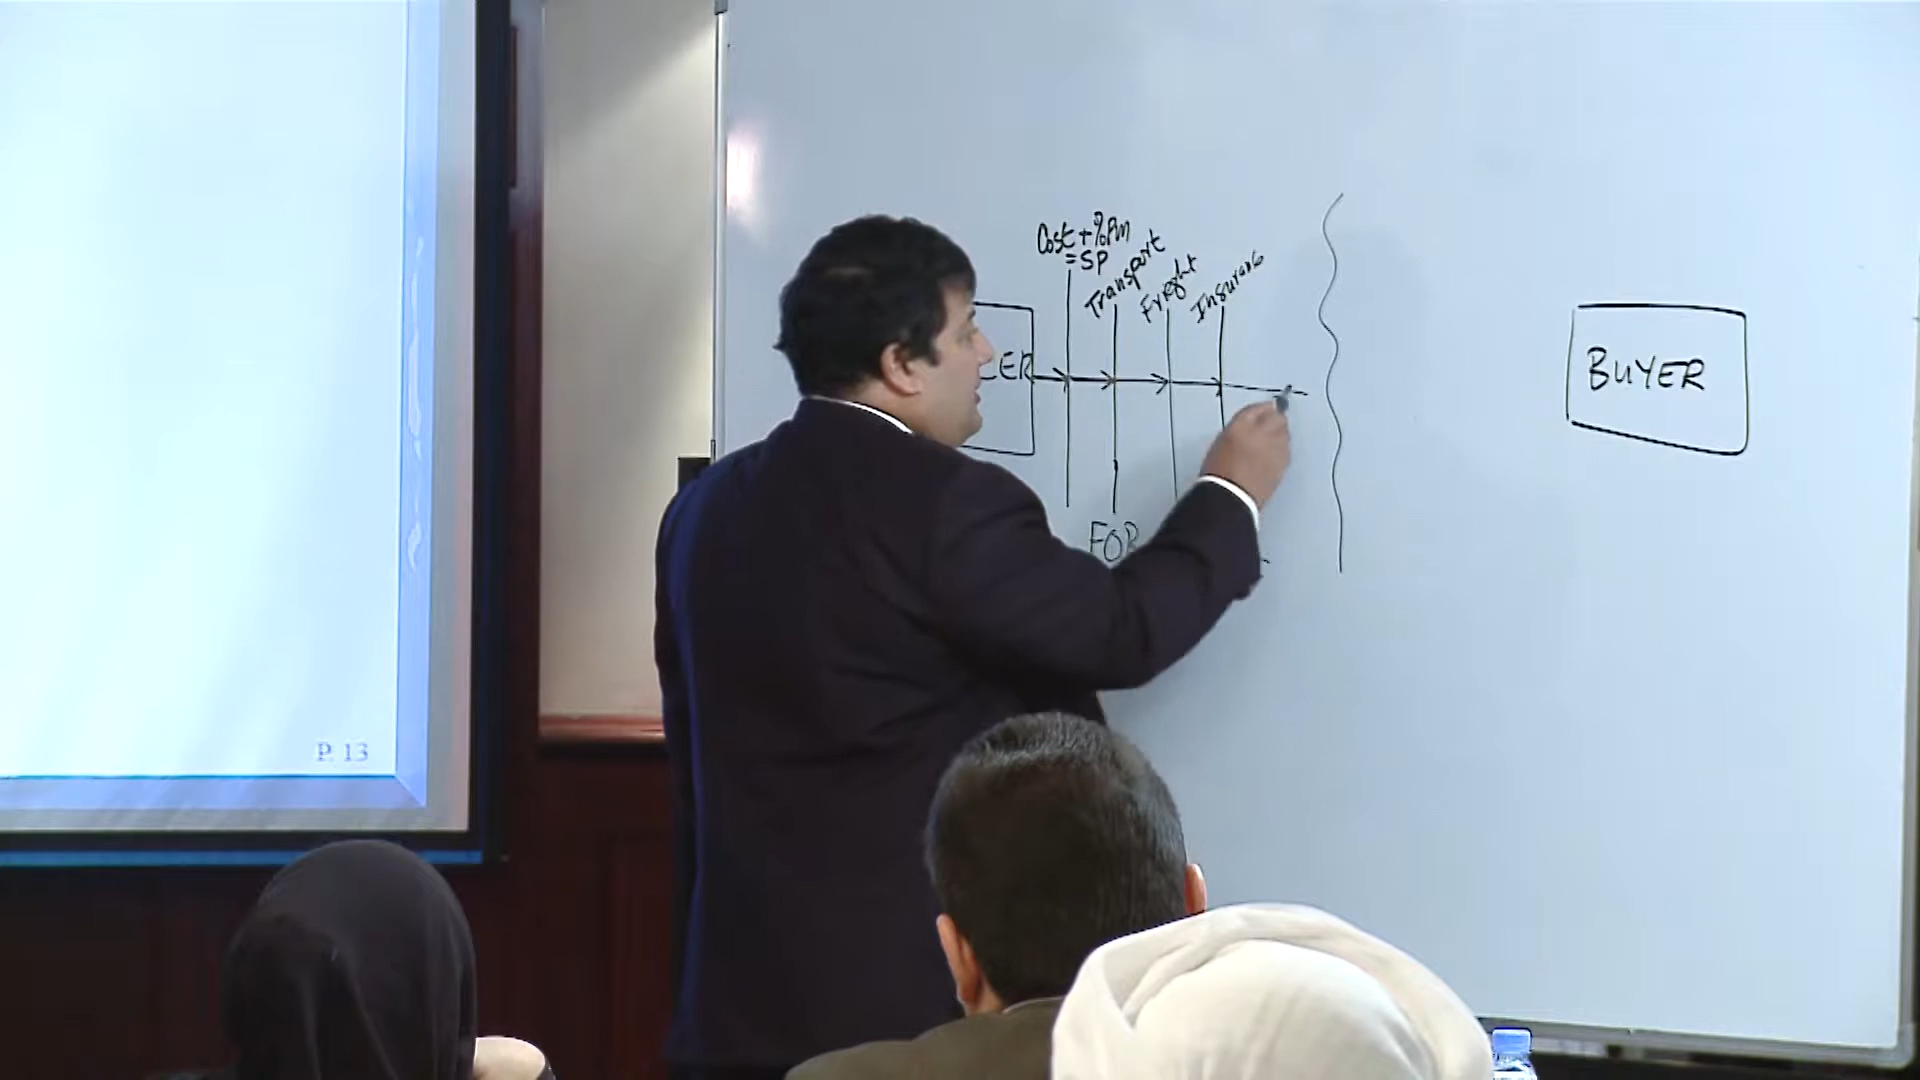 Cost + %Pm
= SP
Transport
Freight
Insurance
CER
BUYER
FOB
P. 13